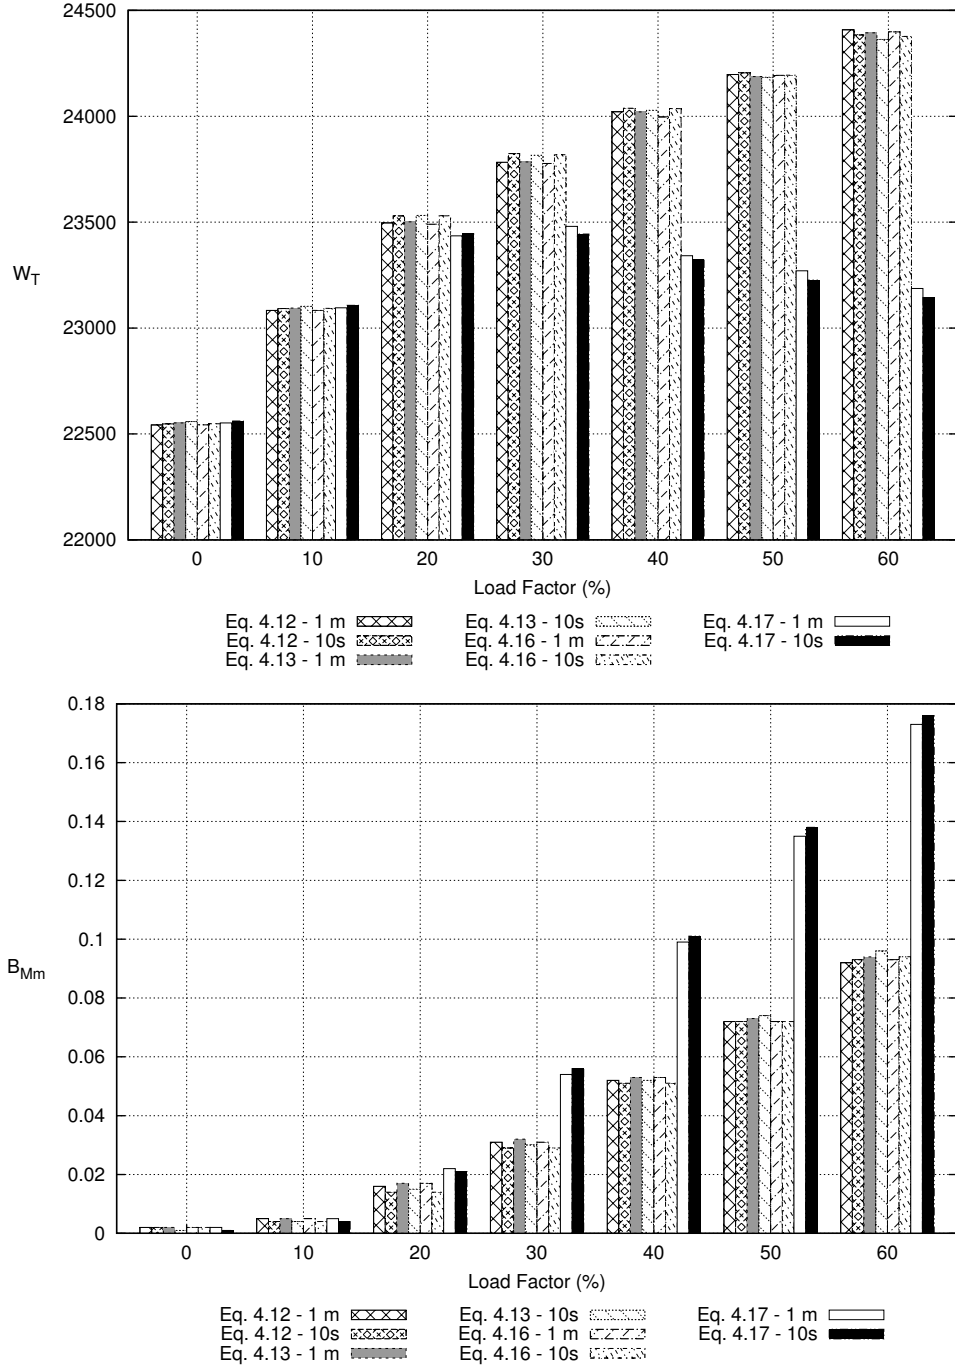 24500
24000
23500
W_T
23000
22500
22000
0 10 20 30 40 50 60
Load Factor (%)
Eq. 4.12 - 1 m Eq. 4.13 - 10s Eq. 4.17 - 1 m
Eq. 4.12 - 10s Eq. 4.16 - 1 m Eq. 4.17 - 10s
Eq. 4.13 - 1 m Eq. 4.16 - 10s
0.18
0.16
0.14
0.12
0.1
B_Mm
0.08
0.06
0.04
0.02
0
0 10 20 30 40 50 60
Load Factor (%)
Eq. 4.12 - 1 m Eq. 4.13 - 10s Eq. 4.17 - 1 m
Eq. 4.12 - 10s Eq. 4.16 - 1 m Eq. 4.17 - 10s
Eq. 4.13 - 1 m Eq. 4.16 - 10s